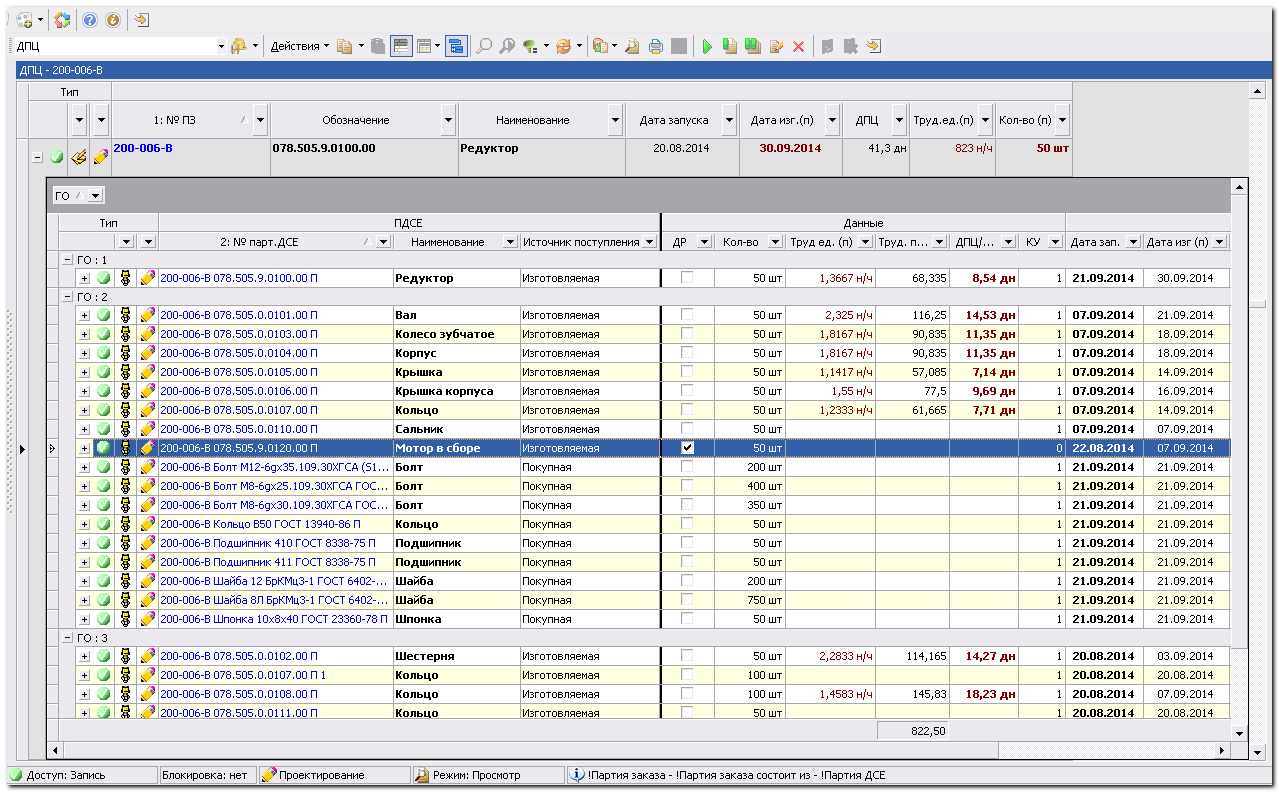 ДПЦ
Действия
ДПЦ - 200-006-В
Тип
1: № ПЗ Обозначение Наименование Дата запуска Дата изг.(п) ДПЦ Труд.ед.(п) Кол-во (п)
200-006-В 078.505.9.0100.00 Редуктор 20.08.2014 30.09.2014 41,3 дн 823 н/ч 50 шт
ГО
Тип ПДСЕ Данные
2: № парт.ДСЕ Наименование Источник поступления ДР Кол-во Труд ед. (п) Труд. п... ДПЦ/... КУ Дата зап. Дата изг (п)
ГО : 1
200-006-В 078.505.9.0100.00 П Редуктор Изготовляемая 50 шт 1,3667 н/ч 68,335 8,54 дн 1 21.09.2014 30.09.2014
ГО : 2
200-006-В 078.505.0.0101.00 П Вал Изготовляемая 50 шт 2,325 н/ч 116,25 14,53 дн 1 07.09.2014 21.09.2014
200-006-В 078.505.0.0103.00 П Колесо зубчатое Изготовляемая 50 шт 1,8167 н/ч 90,835 11,35 дн 1 07.09.2014 18.09.2014
200-006-В 078.505.0.0104.00 П Корпус Изготовляемая 50 шт 1,8167 н/ч 90,835 11,35 дн 1 07.09.2014 18.09.2014
200-006-В 078.505.0.0105.00 П Крышка Изготовляемая 50 шт 1,1417 н/ч 57,085 7,14 дн 1 07.09.2014 14.09.2014
200-006-В 078.505.0.0106.00 П Крышка корпуса Изготовляемая 50 шт 1,55 н/ч 77,5 9,69 дн 1 07.09.2014 16.09.2014
200-006-В 078.505.0.0107.00 П Кольцо Изготовляемая 50 шт 1,2333 н/ч 61,665 7,71 дн 1 07.09.2014 14.09.2014
200-006-В 078.505.0.0110.00 П Сальник Изготовляемая 50 шт 1 07.09.2014 07.09.2014
200-006-В 078.505.9.0120.00 П Мотор в сборе Изготовляемая 50 шт 0 22.08.2014 07.09.2014
200-006-В Болт М12-6gх35.109.30ХГСА (S1... Болт Покупная 200 шт 1 21.09.2014 21.09.2014
200-006-В Болт М8-6gх25.109.30ХГСА ГОС... Болт Покупная 400 шт 1 21.09.2014 21.09.2014
200-006-В Болт М8-6gх30.109.30ХГСА ГОС... Болт Покупная 350 шт 1 21.09.2014 21.09.2014
200-006-В Кольцо В50 ГОСТ 13940-86 П Кольцо Покупная 50 шт 1 21.09.2014 21.09.2014
200-006-В Подшипник 410 ГОСТ 8338-75 П Подшипник Покупная 50 шт 1 21.09.2014 21.09.2014
200-006-В Подшипник 411 ГОСТ 8338-75 П Подшипник Покупная 50 шт 1 21.09.2014 21.09.2014
200-006-В Шайба 12 БрКМц3-1 ГОСТ 6402-... Шайба Покупная 200 шт 1 21.09.2014 21.09.2014
200-006-В Шайба 8Л БрКМц3-1 ГОСТ 6402-... Шайба Покупная 750 шт 1 21.09.2014 21.09.2014
200-006-В Шпонка 10х8х40 ГОСТ 23360-78 П Шпонка Покупная 50 шт 1 21.09.2014 21.09.2014
ГО : 3
200-006-В 078.505.0.0102.00 П Шестерня Изготовляемая 50 шт 2,2833 н/ч 114,165 14,27 дн 1 20.08.2014 03.09.2014
200-006-В 078.505.0.0107.00 П 1 Кольцо Изготовляемая 100 шт 1 20.08.2014 20.08.2014
200-006-В 078.505.0.0108.00 П Кольцо Изготовляемая 100 шт 1,4583 н/ч 145,83 18,23 дн 1 20.08.2014 07.09.2014
200-006-В 078.505.0.0111.00 П Кольцо Изготовляемая 50 шт 1 20.08.2014 20.08.2014
822,50
Доступ: Запись Блокировка: нет Проектирование Режим: Просмотр !Партия заказа - !Партия заказа состоит из - !Партия ДСЕ